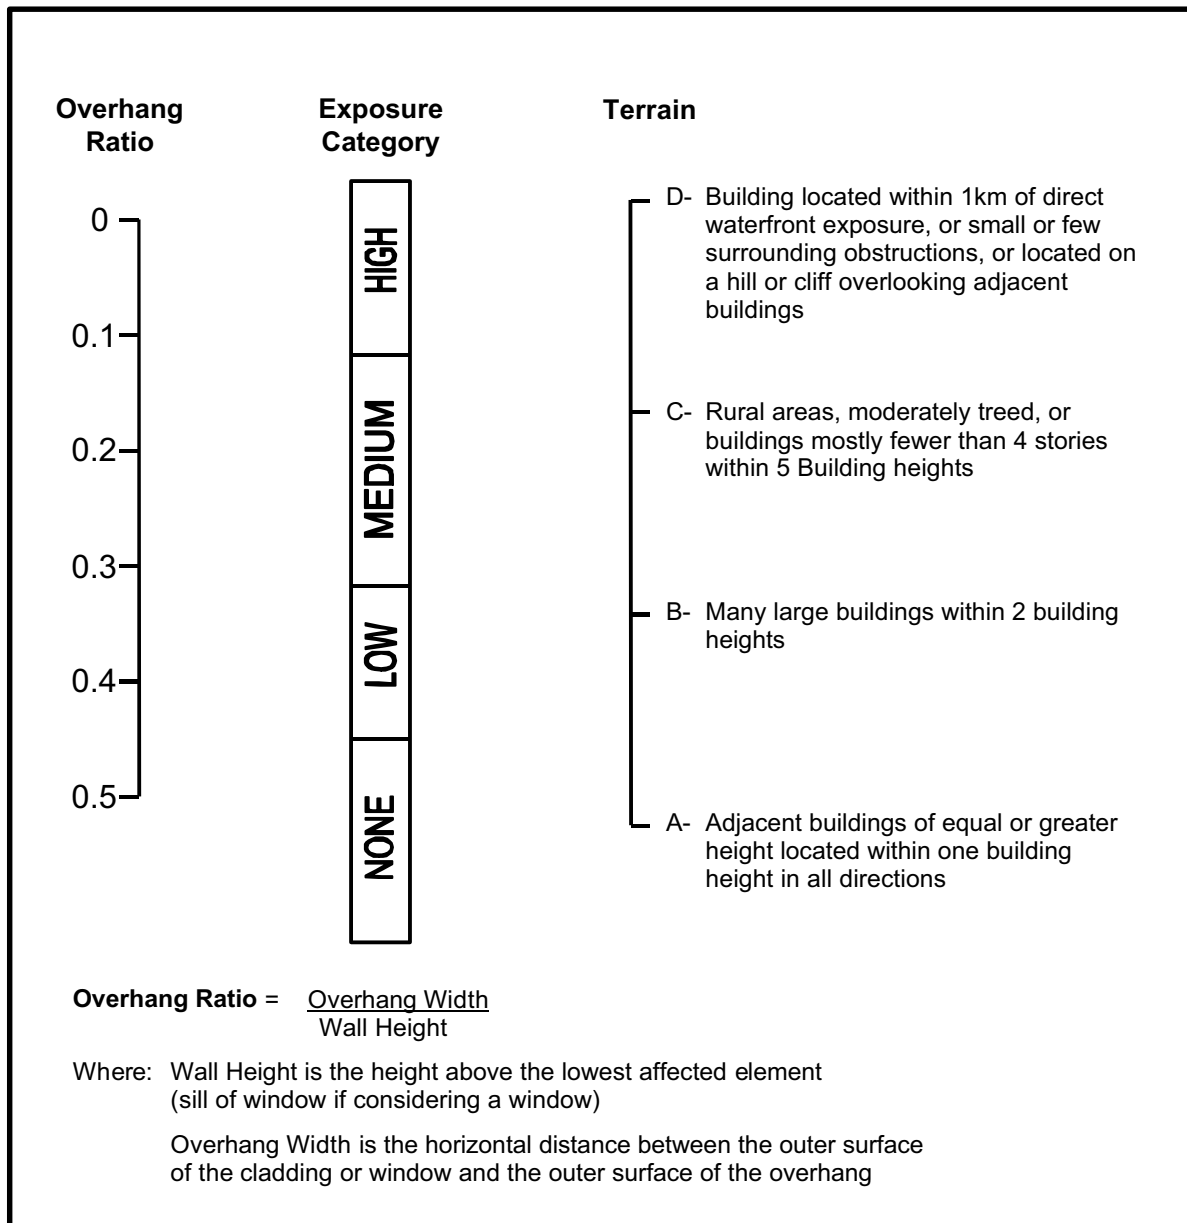 Overhang
Ratio
Exposure
Category
Terrain
0
0.1
0.2
0.3
0.4
0.5
HIGH
MEDIUM
LOW
NONE
D- Building located within 1km of direct
waterfront exposure, or small or few
surrounding obstructions, or located on
a hill or cliff overlooking adjacent
buildings
C- Rural areas, moderately treed, or
buildings mostly fewer than 4 stories
within 5 Building heights
B- Many large buildings within 2 building
heights
A- Adjacent buildings of equal or greater
height located within one building
height in all directions
Overhang Ratio = Overhang Width
Wall Height
Where: Wall Height is the height above the lowest affected element
(sill of window if considering a window)
Overhang Width is the horizontal distance between the outer surface
of the cladding or window and the outer surface of the overhang